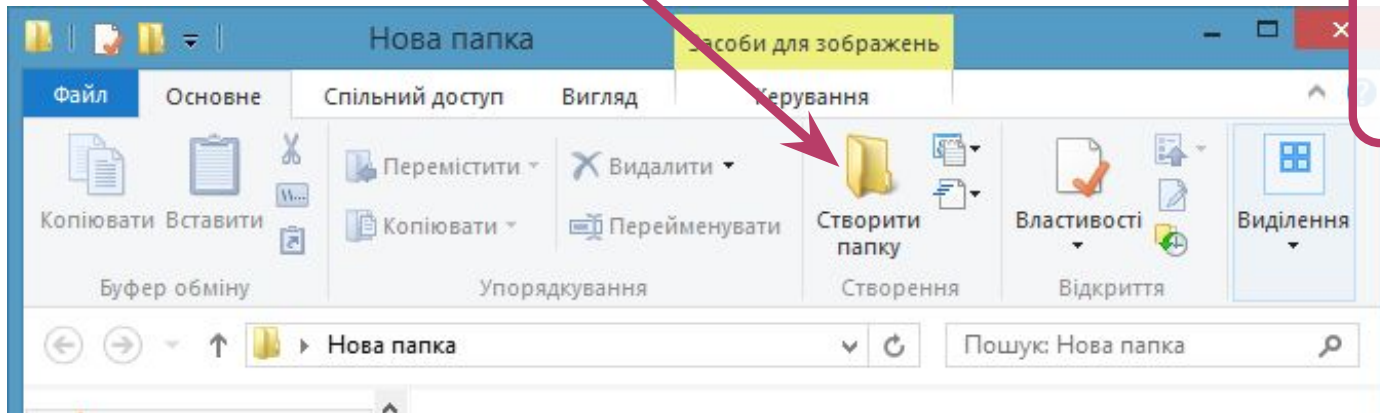 Нова папка
Засоби для зображень
Файл Основне Спільний доступ Вигляд Керування
Копіювати Вставити
Перемістити
Копіювати
Видалити
Перейменувати
Створити
папку
Властивості
Виділення
Буфер обміну Упорядкування Створення Відкриття
Нова папка
Пошук: Нова папка